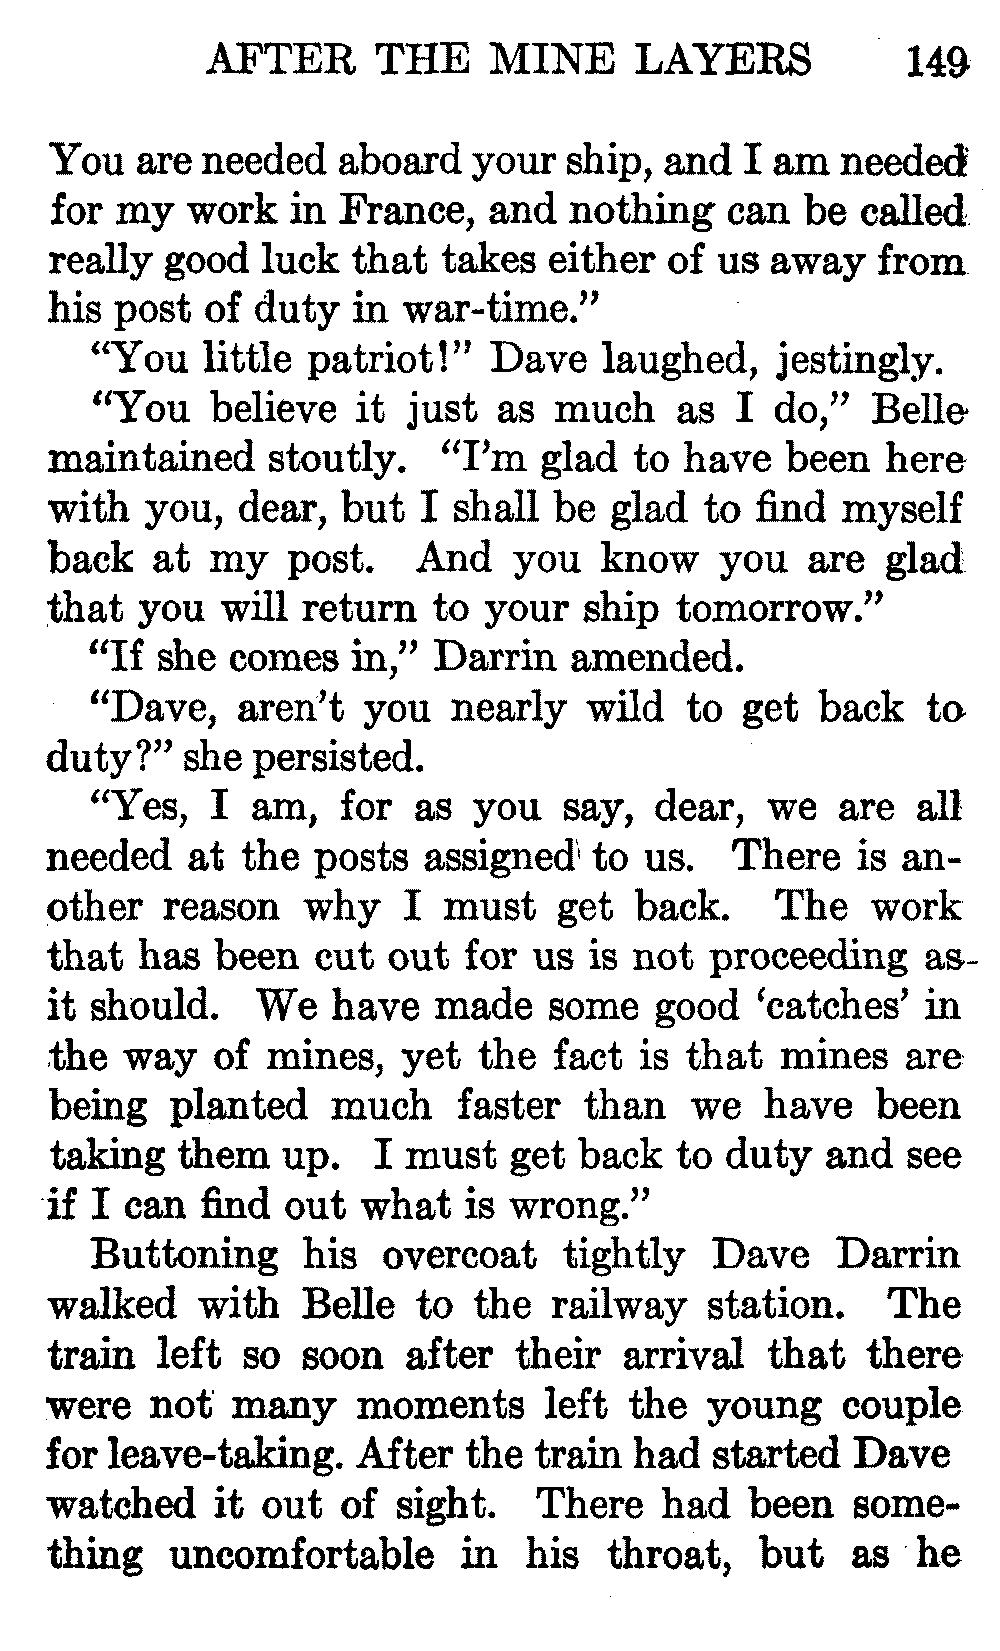 AFTER THE MINE LAYERS 149
You are needed aboard your ship, and I am needed
for my work in France, and nothing can be called
really good luck that takes either of us away from
his post of duty in war-time."
"You little patriot!" Dave laughed, jestingly.
"You believe it just as much as I do," Belle
maintained stoutly. "I'm glad to have been here
with you, dear, but I shall be glad to find myself
back at my post. And you know you are glad
that you will return to your ship tomorrow."
"If she comes in," Darrin amended.
"Dave, aren't you nearly wild to get back to
duty?" she persisted.
"Yes, I am, for as you say, dear, we are all
needed at the posts assigned to us. There is an-
other reason why I must get back. The work
that has been cut out for us is not proceeding as
it should. We have made some good 'catches' in
the way of mines, yet the fact is that mines are
being planted much faster than we have been
taking them up. I must get back to duty and see
if I can find out what is wrong."
Buttoning his overcoat tightly Dave Darrin
walked with Belle to the railway station. The
train left so soon after their arrival that there
were not many moments left the young couple
for leave-taking. After the train had started Dave
watched it out of sight. There had been some-
thing uncomfortable in his throat, but as he